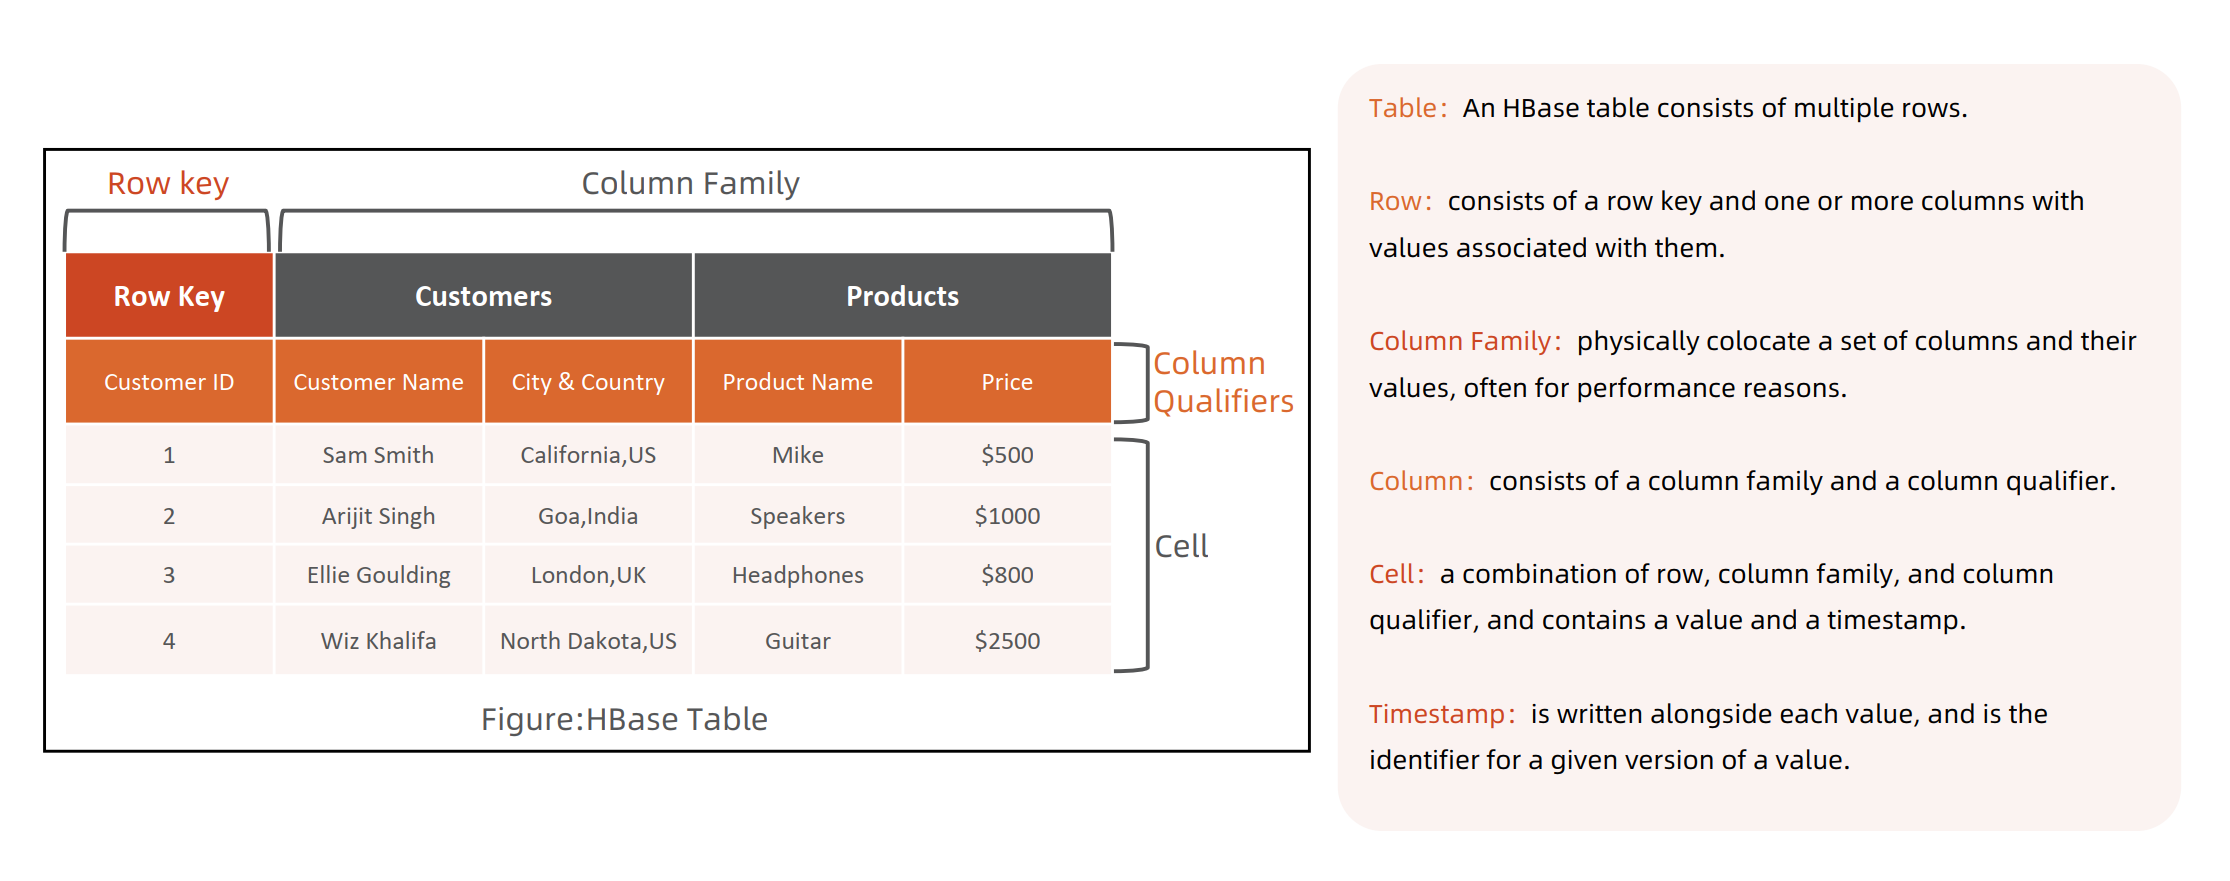 Row key
Column Family
Row Key Customers Products
Customer ID Customer Name City & Country Product Name Price
Column
Qualifiers
1 Sam Smith California,US Mike $500
2 Arijit Singh Goa,India Speakers $1000
3 Ellie Goulding London,UK Headphones $800
4 Wiz Khalifa North Dakota,US Guitar $2500
Cell
Figure:HBase Table
Table: An HBase table consists of multiple rows.
Row: consists of a row key and one or more columns with
values associated with them.
Column Family: physically colocate a set of columns and their
values, often for performance reasons.
Column: consists of a column family and a column qualifier.
Cell: a combination of row, column family, and column
qualifier, and contains a value and a timestamp.
Timestamp: is written alongside each value, and is the
identifier for a given version of a value.